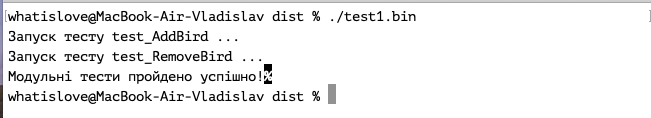 whatislove@MacBook-Air-Vladislav dist % ./test1.bin
Запуск тесту test_AddBird ...
Запуск тесту test_RemoveBird ...
Модульні тести пройдено успішно!%
whatislove@MacBook-Air-Vladislav dist %